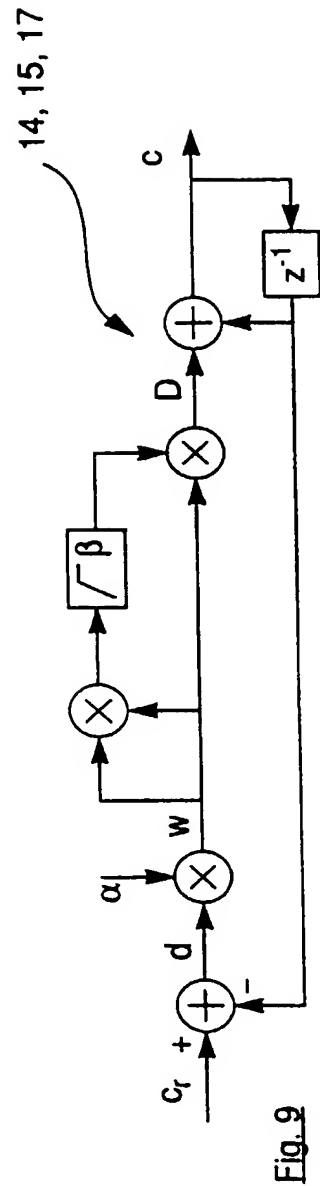 14, 15, 17
β
D
+
c
×
×
z⁻¹
w
α
×
d
+
+
-
cᵣ
Fig. 9